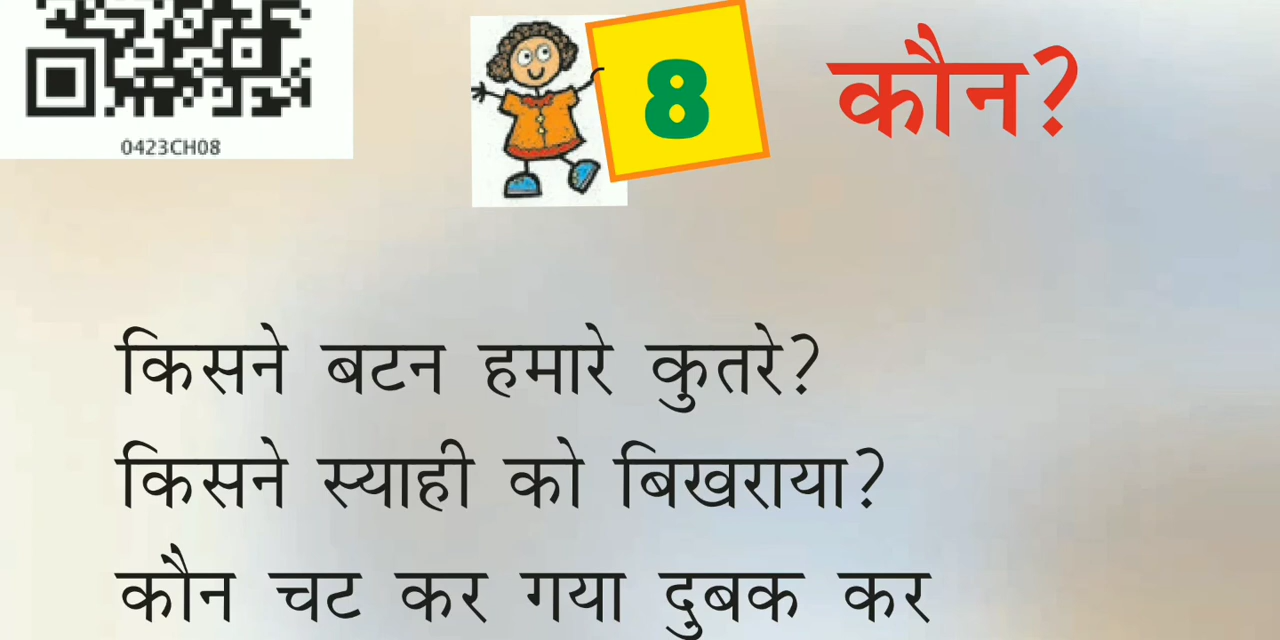 0423CH08
8 कौन?
किसने बटन हमारे कुतरे?
किसने स्याही को बिखराया?
कौन चट कर गया दुबक कर